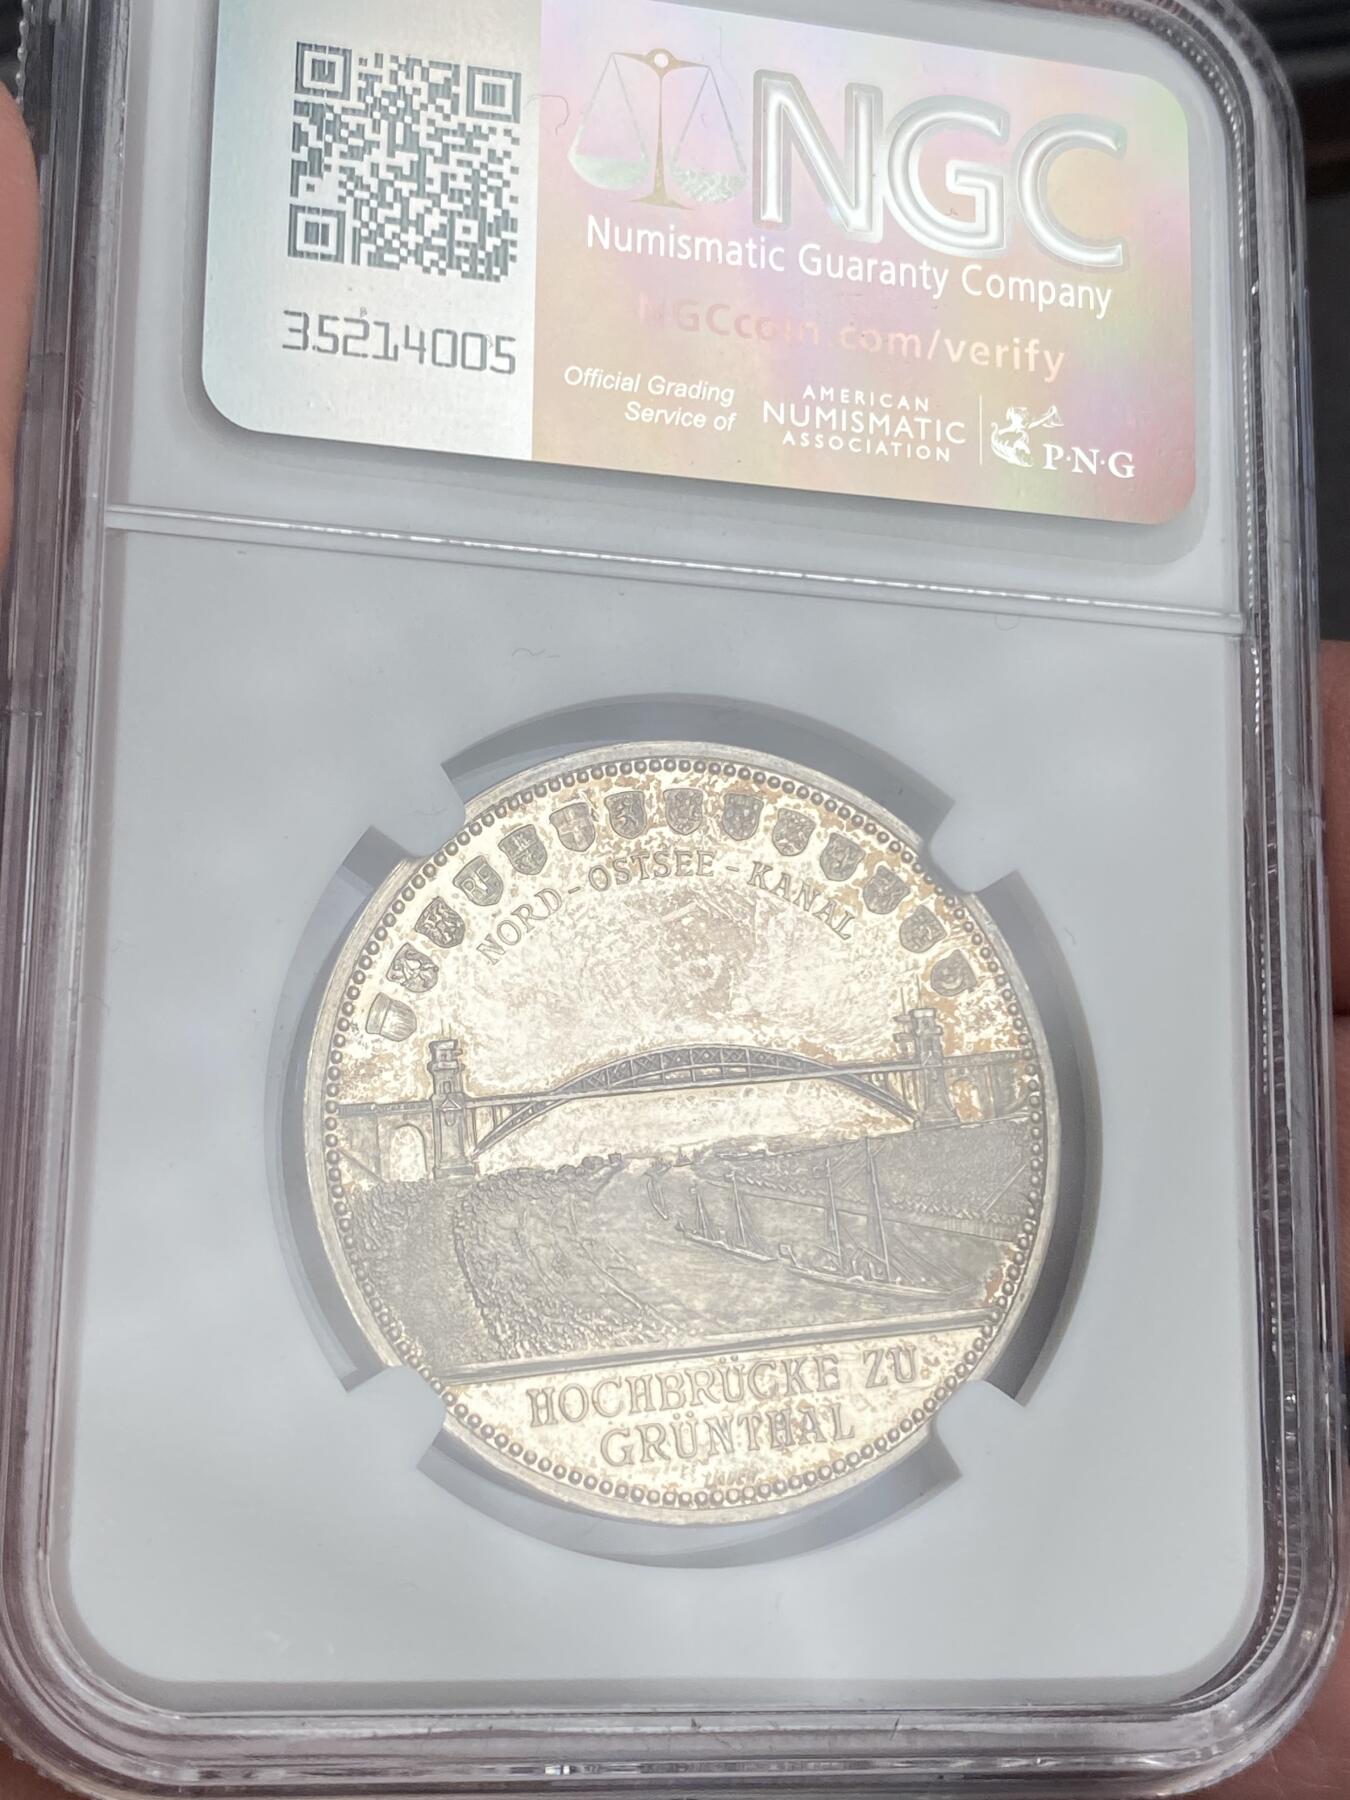 NGC
Numismatic Guaranty Company
NGCcoin.com/verify
35214005
Official Grading
Service of
AMERICAN
NUMISMATIC
ASSOCIATION
P·N·G
NORD-OSTSEE-KANAL
HOCHBRÜCKE ZU
GRÜNTHAL
LAUER